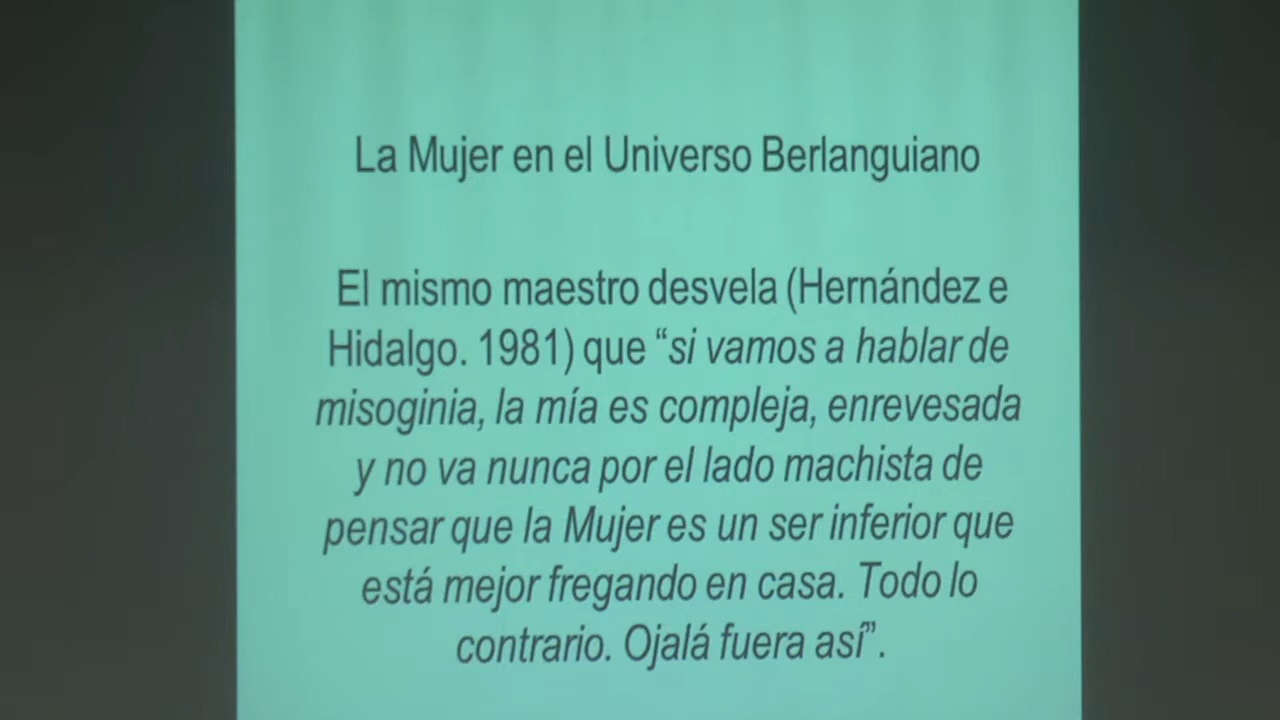 La Mujer en el Universo Berlanguiano
El mismo maestro desvela (Hernández e
Hidalgo. 1981) que “si vamos a hablar de
misoginia, la mía es compleja, enrevesada
y no va nunca por el lado machista de
pensar que la Mujer es un ser inferior que
está mejor fregando en casa. Todo lo
contrario. Ojalá fuera así”.